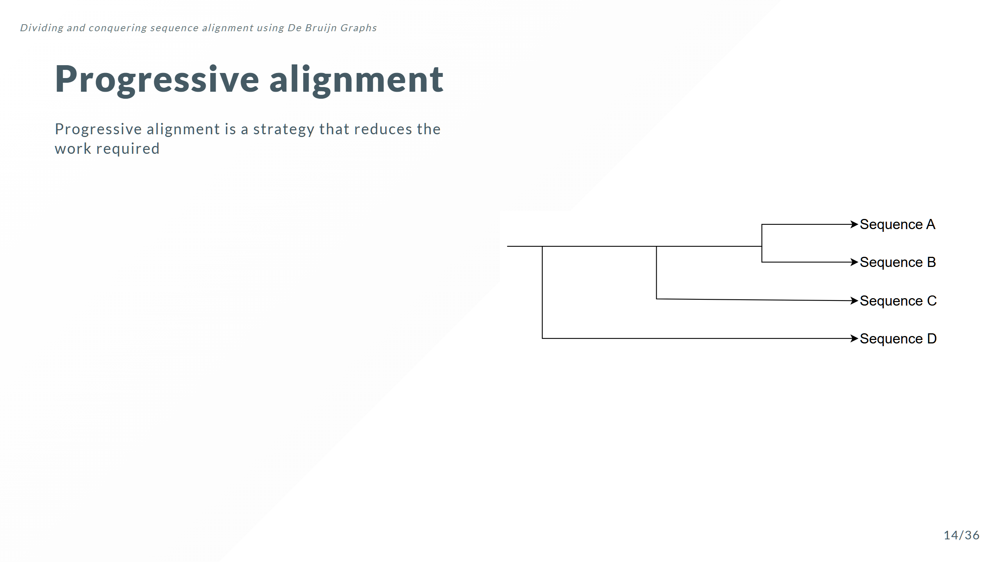 Dividing and conquering sequence alignment using De Bruijn Graphs
Progressive alignment
Progressive alignment is a strategy that reduces the
work required
Sequence A
Sequence B
Sequence C
Sequence D
14/36